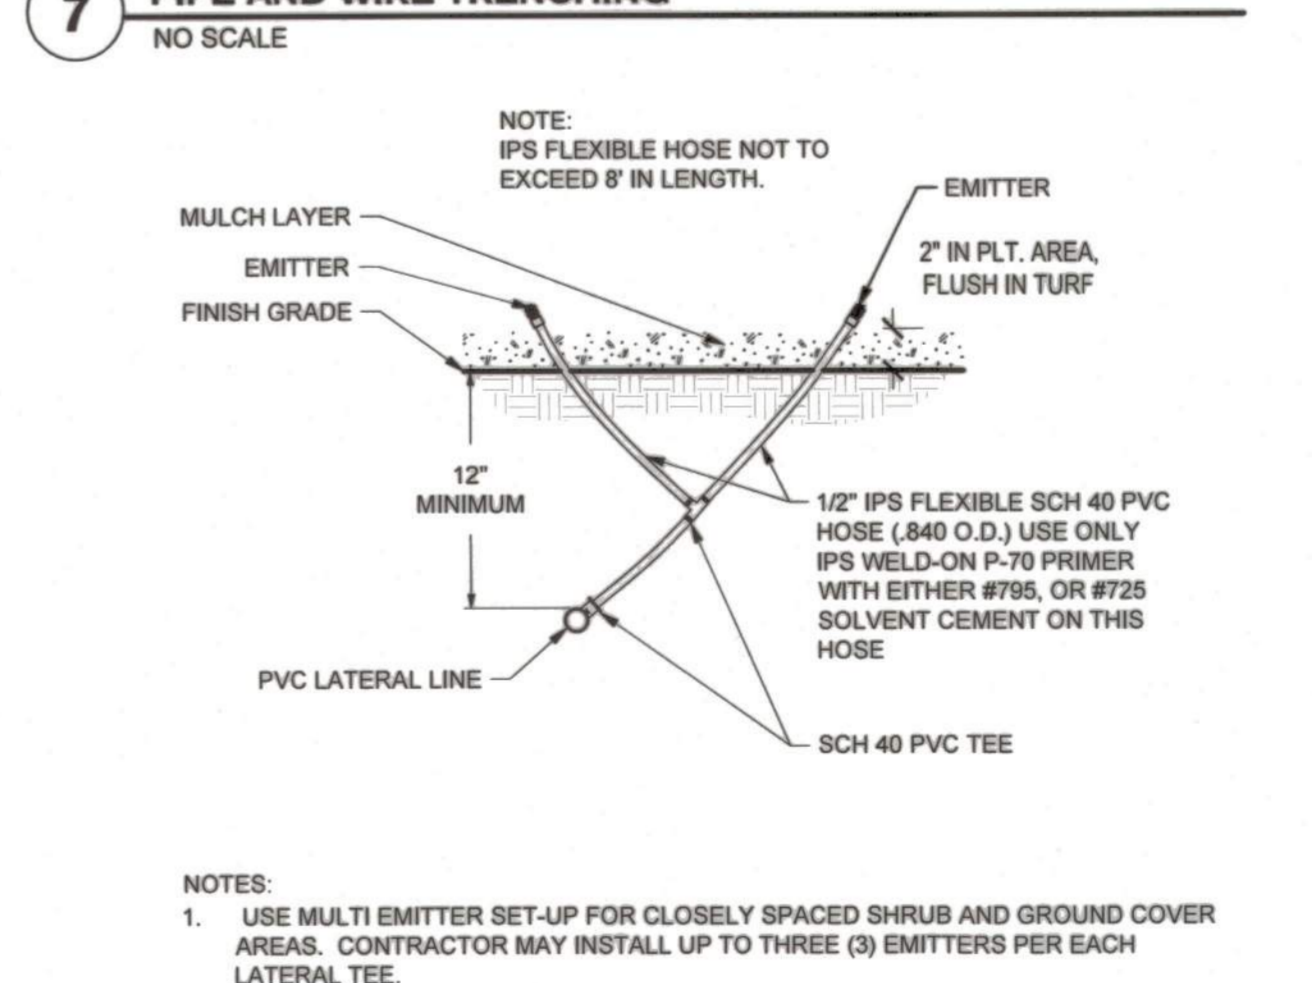 7
PIPE AND WIRE TRENCHING
NO SCALE
NOTE:
IPS FLEXIBLE HOSE NOT TO
EXCEED 8' IN LENGTH.
EMITTER
MULCH LAYER
2" IN PLT. AREA,
FLUSH IN TURF
EMITTER
FINISH GRADE
12"
MINIMUM
1/2" IPS FLEXIBLE SCH 40 PVC
HOSE (.840 O.D.) USE ONLY
IPS WELD-ON P-70 PRIMER
WITH EITHER #795, OR #725
SOLVENT CEMENT ON THIS
HOSE
PVC LATERAL LINE
SCH 40 PVC TEE
NOTES:
1. USE MULTI EMITTER SET-UP FOR CLOSELY SPACED SHRUB AND GROUND COVER
AREAS. CONTRACTOR MAY INSTALL UP TO THREE (3) EMITTERS PER EACH
LATERAL TEE.